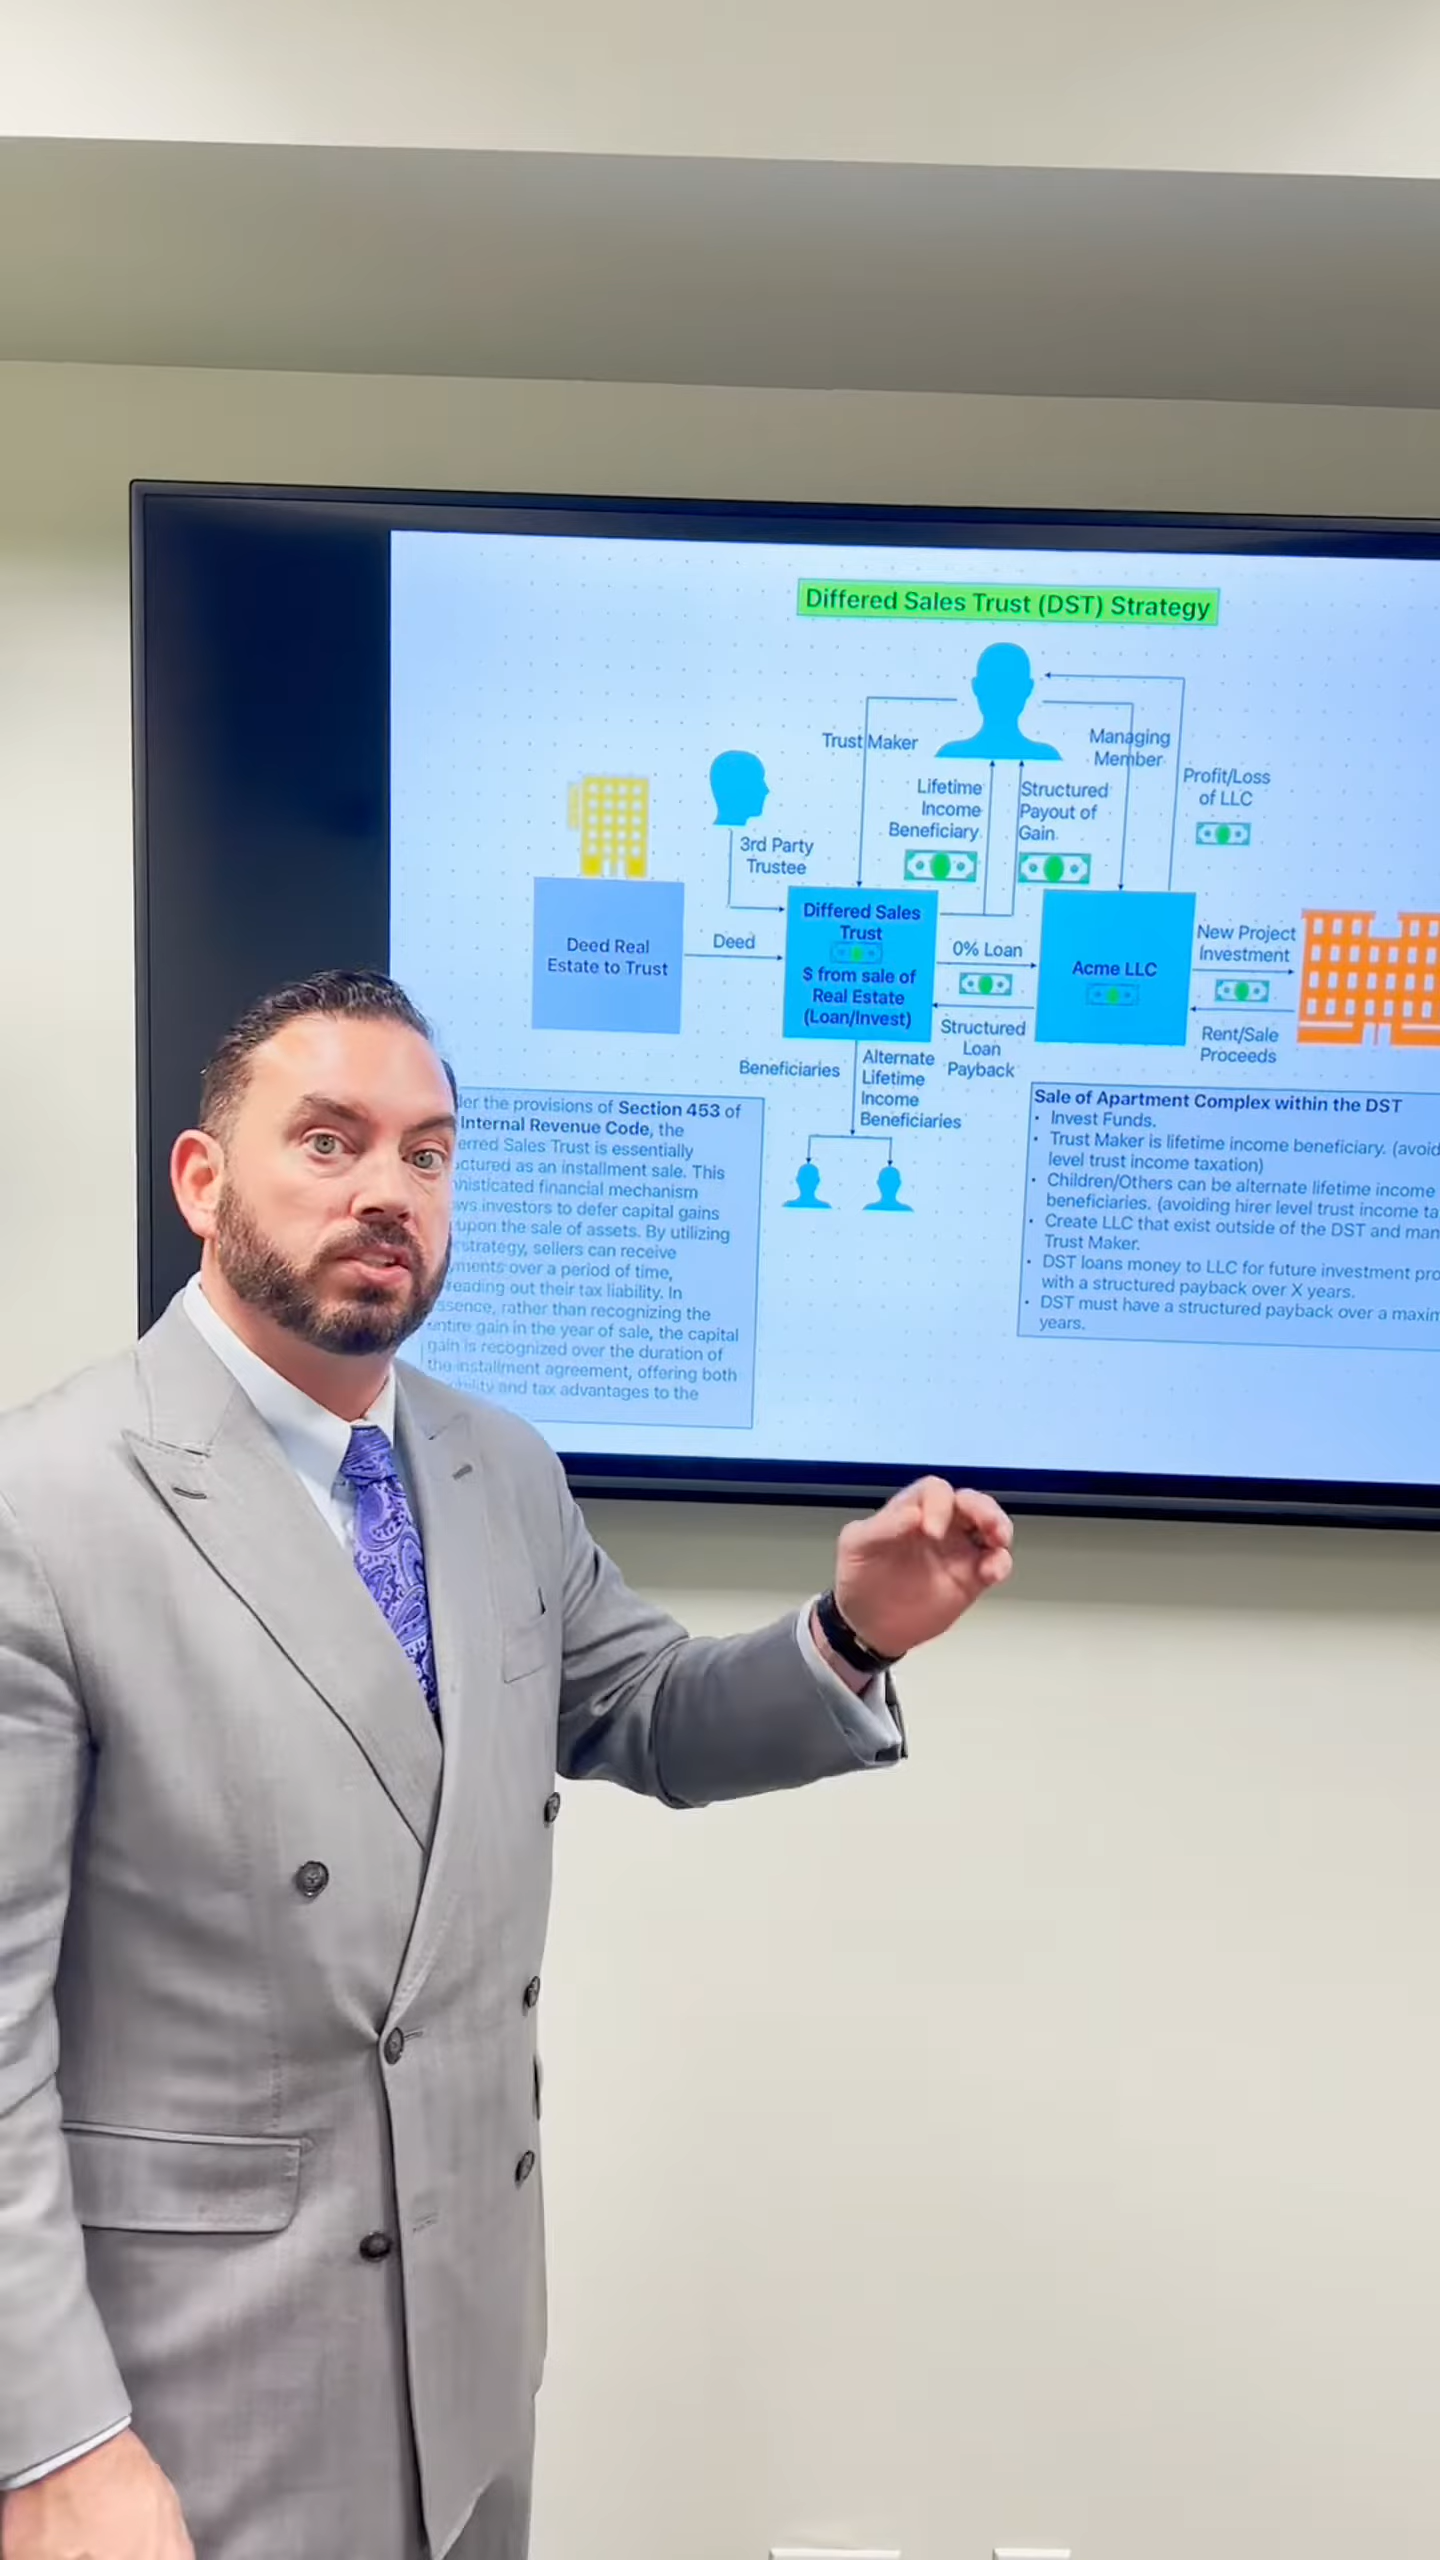 Differed Sales Trust (DST) Strategy
Trust Maker
Managing
Member
Lifetime
Income
Beneficiary
Structured
Payout of
Gain
Profit/Loss
of LLC
3rd Party
Trustee
Deed Real
Estate to Trust
Deed
Differed Sales
Trust
$ from sale of
Real Estate
(Loan/Invest)
0% Loan
Structured
Loan
Payback
Acme LLC
New Project
Investment
Rent/Sale
Proceeds
Beneficiaries
Alternate
Lifetime
Income
Beneficiaries
the provisions of Section 453 of
Internal Revenue Code, the
Sales Trust is essentially
as an installment sale. This
financial mechanism
investors to defer capital gains
upon the sale of assets. By utilizing
strategy, sellers can receive
over a period of time,
out their tax liability. In
rather than recognizing the
entire gain in the year of sale, the capital
gain is recognized over the duration of
the installment agreement, offering both
and tax advantages to the
Sale of Apartment Complex within the DST
• Invest Funds.
• Trust Maker is lifetime income beneficiary. (avoid
level trust income taxation)
• Children/Others can be alternate lifetime income
beneficiaries. (avoiding hirer level trust income ta
• Create LLC that exist outside of the DST and man
Trust Maker.
• DST loans money to LLC for future investment pro
with a structured payback over X years.
• DST must have a structured payback over a maxim
years.